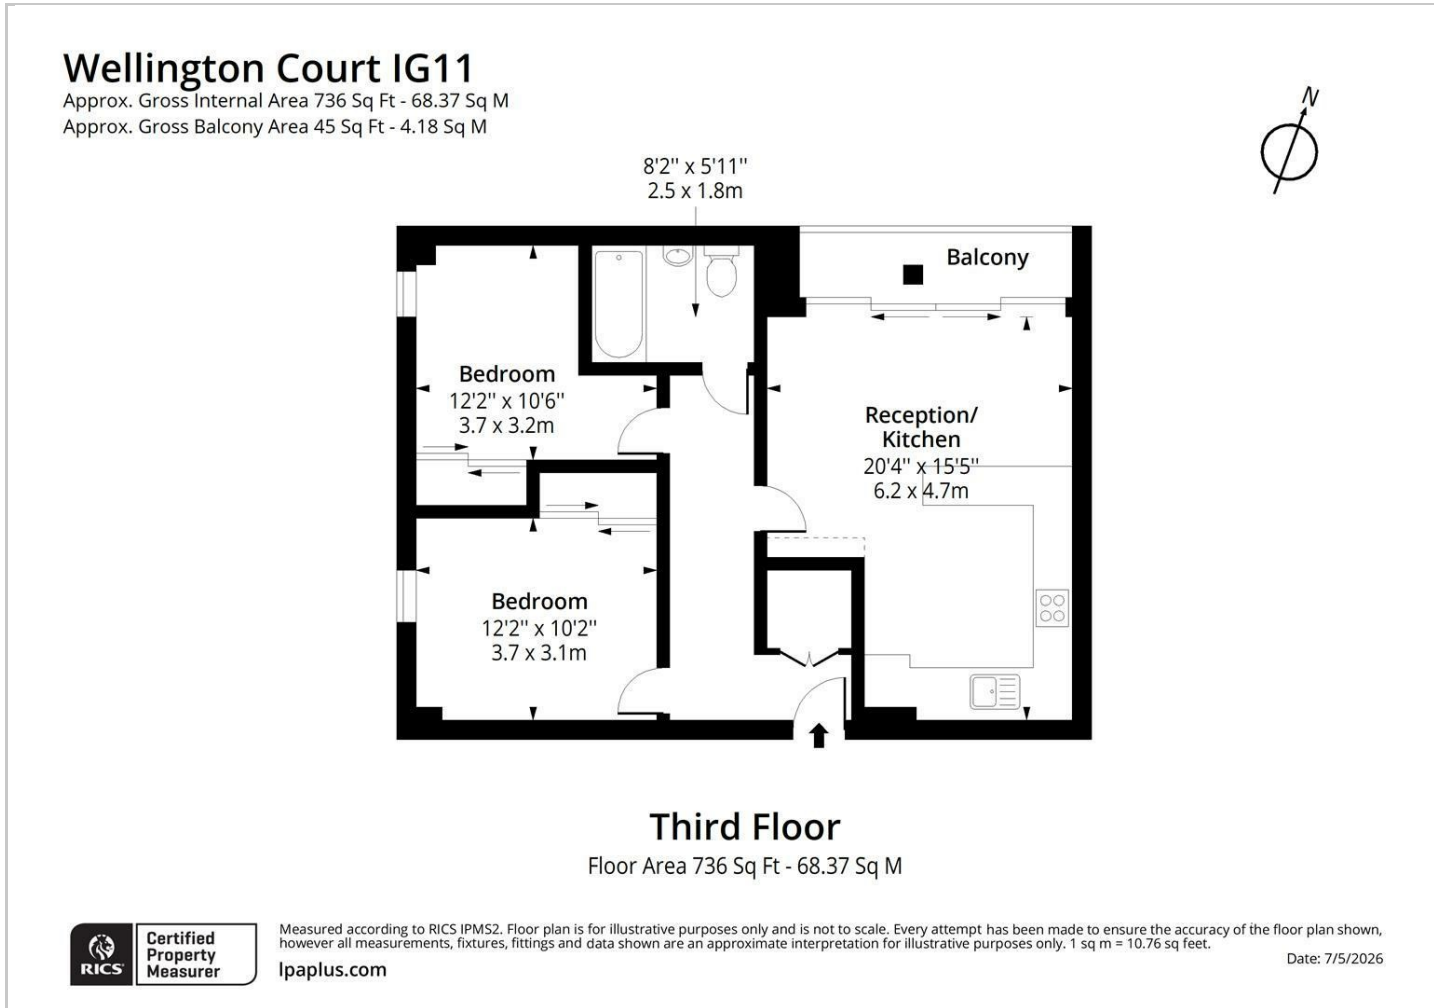 Wellington Court IG11
Approx. Gross Internal Area 736 Sq Ft - 68.37 Sq M
Approx. Gross Balcony Area 45 Sq Ft - 4.18 Sq M
N
8'2" x 5'11"
2.5 x 1.8m
Balcony
Bedroom
12'2" x 10'6"
3.7 x 3.2m
Reception/
Kitchen
20'4" x 15'5"
6.2 x 4.7m
Bedroom
12'2" x 10'2"
3.7 x 3.1m
Third Floor
Floor Area 736 Sq Ft - 68.37 Sq M
RICS
Certified
Property
Measurer
Measured according to RICS IPMS2. Floor plan is for illustrative purposes only and is not to scale. Every attempt has been made to ensure the accuracy of the floor plan shown,
however all measurements, fixtures, fittings and data shown are an approximate interpretation for illustrative purposes only. 1 sq m = 10.76 sq feet.
lpaplus.com
Date: 7/5/2026